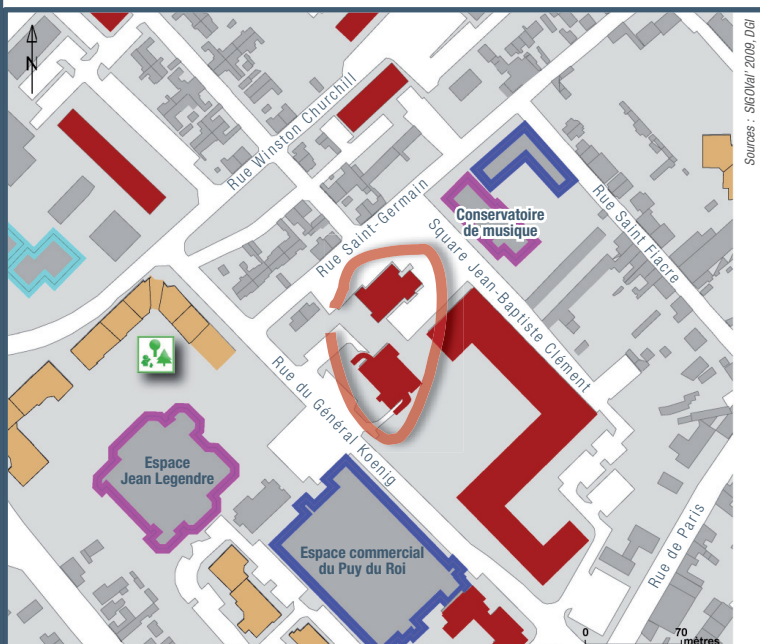 N
Sources : SIGOVal' 2009, DGI
Rue Winston Churchill
Rue Saint-Germain
Conservatoire
de musique
Rue Saint Fiacre
Square Jean-Baptiste Clément
Rue du Général Koenig
Espace
Jean Legendre
Espace commercial
du Puy du Roi
Rue de Paris
0 70
mètres